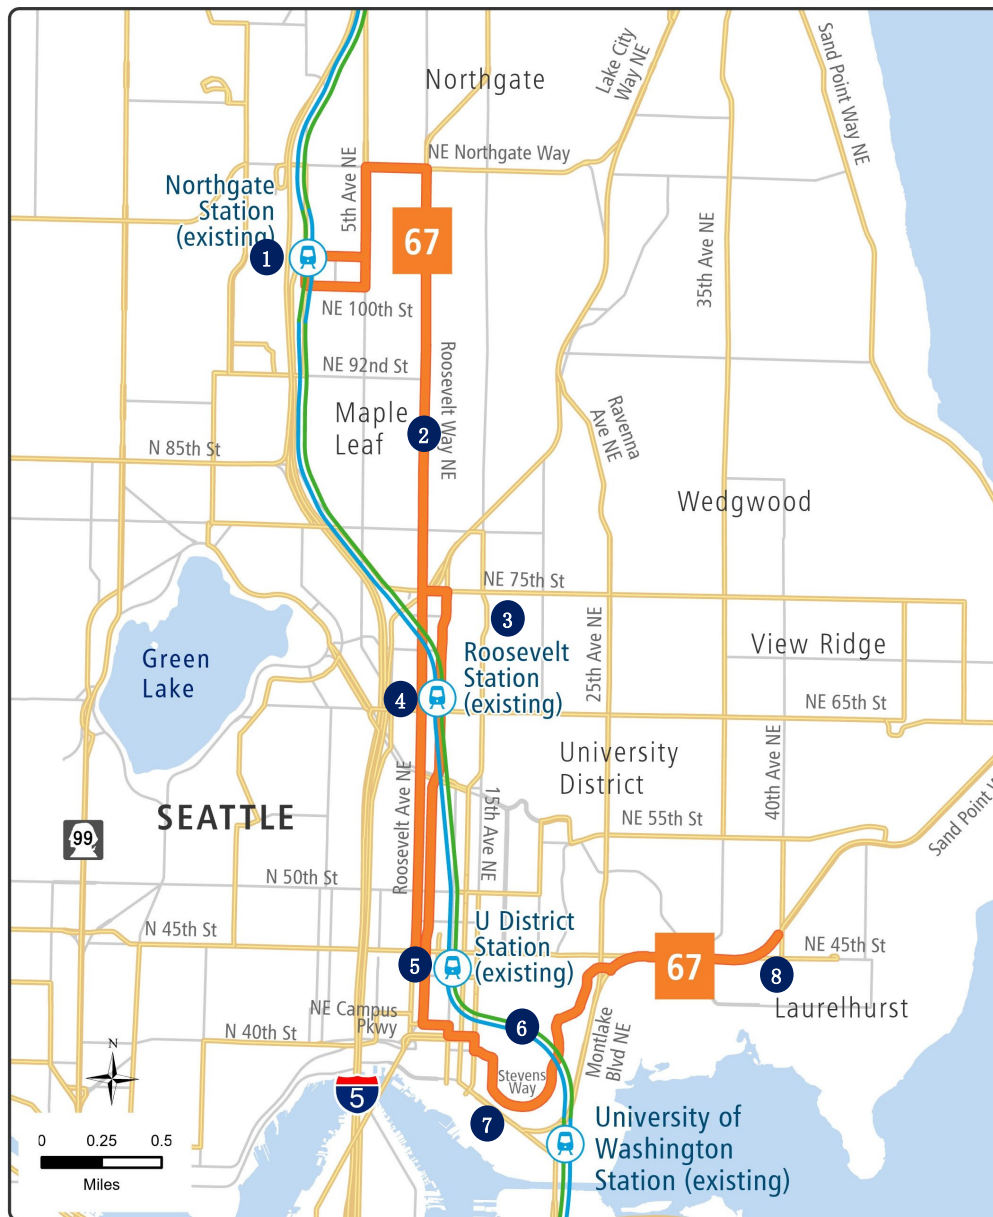 Northgate
Lake City
Way NE
Sand Point Way NE
NE Northgate Way
5th Ave NE
Northgate
Station
(existing)
1
67
35th Ave NE
NE 100th St
NE 92nd St
Roosevelt Way NE
Maple
Leaf
2
Ravenna
Ave NE
N 85th St
Wedgwood
NE 75th St
3
25th Ave NE
View Ridge
Roosevelt
Station
(existing)
Green
Lake
4
NE 65th St
40th Ave NE
University
District
Roosevelt Ave NE
15th Ave NE
SEATTLE
NE 55th St
Sand Point
99
N 50th St
N 45th St
U District
Station
(existing)
5
67
NE 45th St
8
Laurelhurst
NE Campus
Pkwy
6
N 40th St
Montlake
Blvd NE
N
Stevens
Way
5
7
University of
Washington
Station (existing)
0 0.25 0.5
Miles